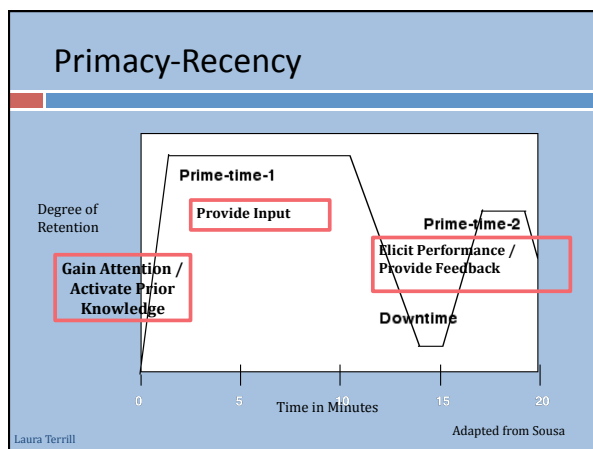 Primacy-Recency
Degree of
Retention
Prime-time-1
Provide Input
Prime-time-2
Elicit Performance /
Provide Feedback
Gain Attention /
Activate Prior
Knowledge
Downtime
0 5 10 15 20
Time in Minutes
Adapted from Sousa
Laura Terrill